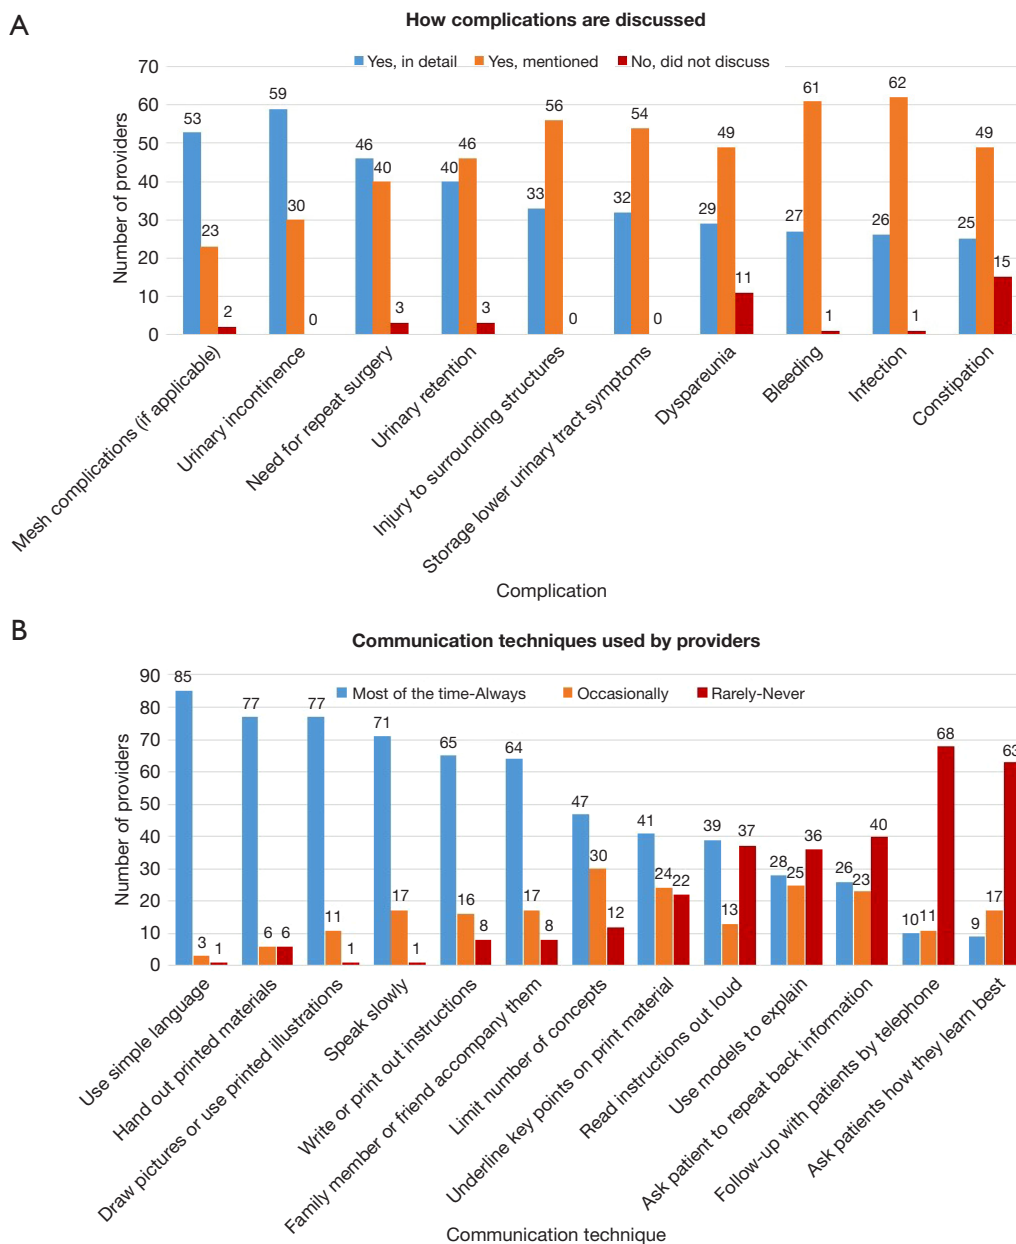 A
How complications are discussed
Yes, in detail
Yes, mentioned
No, did not discuss
Number of providers
70
60
50
40
30
20
10
0
53
23
2
59
30
0
46
40
3
40
46
3
33
56
0
32
54
0
29
49
11
27
61
1
26
62
1
25
49
15
Mesh complications (if applicable)
Urinary incontinence
Need for repeat surgery
Urinary retention
Injury to surrounding structures
Storage lower urinary tract symptoms
Dyspareunia
Bleeding
Infection
Constipation
Complication
B
Communication techniques used by providers
Most of the time-Always
Occasionally
Rarely-Never
Number of providers
90
80
70
60
50
40
30
20
10
0
85
3
1
77
6
6
77
11
1
71
17
1
65
16
8
64
17
8
47
30
12
41
24
22
39
13
37
28
25
36
26
23
40
10
11
68
9
17
63
Use simple language
Hand out printed materials
Draw pictures or use printed illustrations
Speak slowly
Write or print out instructions
Family member or friend accompany them
Limit number of concepts
Underline key points on print material
Read instructions out loud
Use models to explain
Ask patient to repeat back information
Follow-up with patients by telephone
Ask patients how they learn best
Communication technique